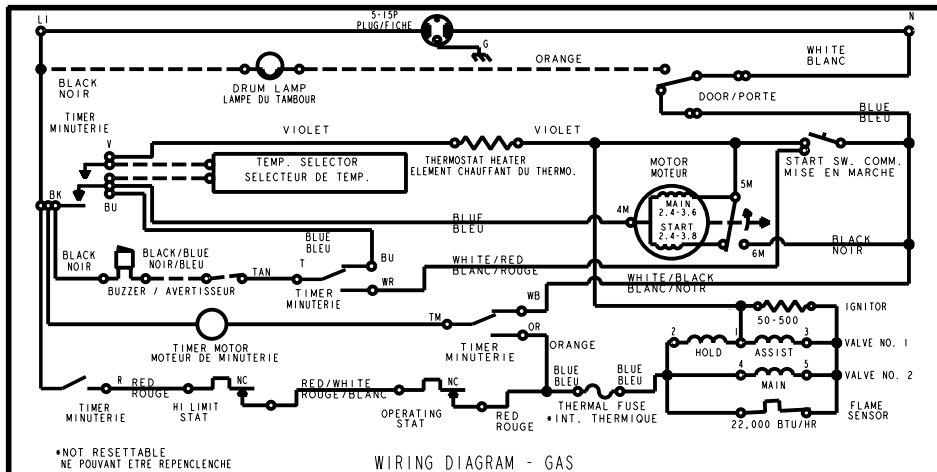 L1
5-15P
PLUG/FICHE
N
G
ORANGE
WHITE
BLANC
BLACK
NOIR
DRUM LAMP
LAMPE DU TAMBOUR
DOOR/PORTE
BLUE
BLEU
TIMER
MINUTERIE
V
VIOLET
VIOLET
TEMP. SELECTOR
SELECTEUR DE TEMP.
THERMOSTAT HEATER
ELEMENT CHAUFFANT DU THERMO.
MOTOR
MOTEUR
START SW. COMM.
MISE EN MARCHE
5M
BK
BU
BLUE
BLEU
4M
MAIN
2.4-3.6
START
2.4-3.8
6M
BLACK
NOIR
BLUE
BLEU
BLACK
NOIR
BLACK/BLUE
NOIR/BLEU
TAN
T
BU
WR
WHITE/RED
BLANC/ROUGE
BUZZER / AVERTISSEUR
TIMER
MINUTERIE
WHITE/BLACK
BLANC/NOIR
WB
TM
OR
TIMER MOTOR
MOTEUR DE MINUTERIE
TIMER
MINUTERIE
ORANGE
50-500
IGNITOR
2
1
3
HOLD
ASSIST
VALVE NO. 1
4
5
MAIN
VALVE NO. 2
22,000 BTU/HR
FLAME
SENSOR
TIMER
MINUTERIE
R
RED
ROUGE
HI LIMIT
STAT
NC
RED/WHITE
ROUGE/BLANC
OPERATING
STAT
NC
RED
ROUGE
BLUE
BLEU
BLUE
BLEU
THERMAL FUSE
*INT. THERMIQUE
*NOT RESETTABLE
NE POUVANT ETRE REPENCLENCHE
WIRING DIAGRAM - GAS